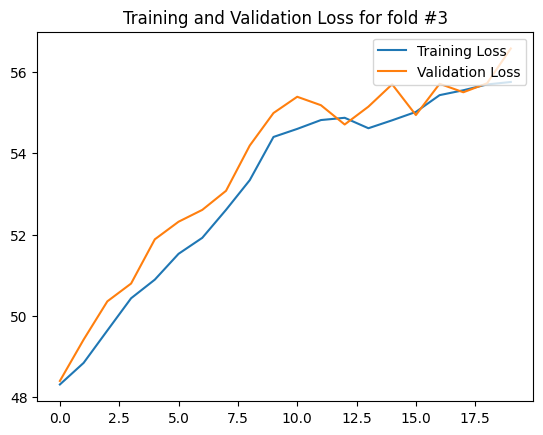 Training and Validation Loss for fold #3
Training Loss
Validation Loss
56
54
52
50
48
0.0 2.5 5.0 7.5 10.0 12.5 15.0 17.5